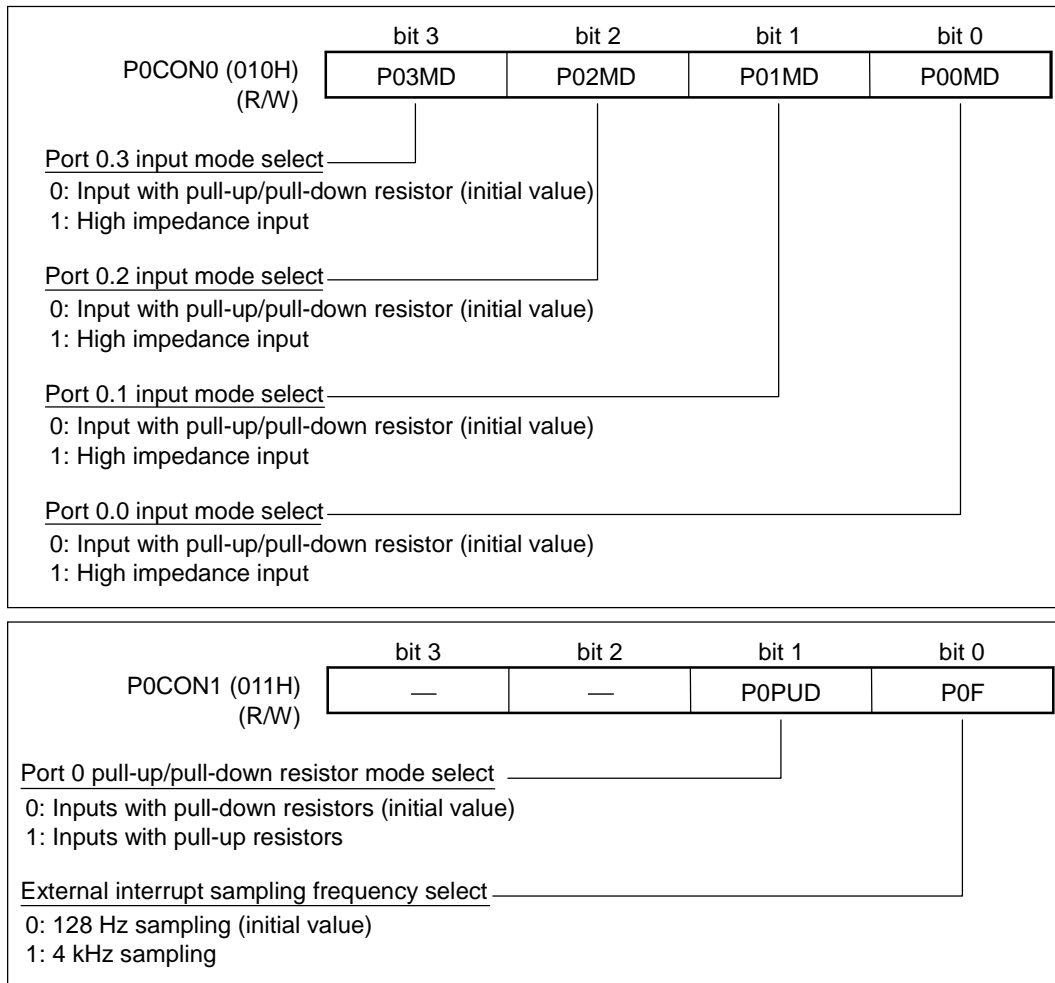 bit 3 bit 2 bit 1 bit 0
P0CON0 (010H) P03MD P02MD P01MD P00MD
(R/W)
Port 0.3 input mode select
0: Input with pull-up/pull-down resistor (initial value)
1: High impedance input
Port 0.2 input mode select
0: Input with pull-up/pull-down resistor (initial value)
1: High impedance input
Port 0.1 input mode select
0: Input with pull-up/pull-down resistor (initial value)
1: High impedance input
Port 0.0 input mode select
0: Input with pull-up/pull-down resistor (initial value)
1: High impedance input
bit 3 bit 2 bit 1 bit 0
P0CON1 (011H) — — P0PUD P0F
(R/W)
Port 0 pull-up/pull-down resistor mode select
0: Inputs with pull-down resistors (initial value)
1: Inputs with pull-up resistors
External interrupt sampling frequency select
0: 128 Hz sampling (initial value)
1: 4 kHz sampling